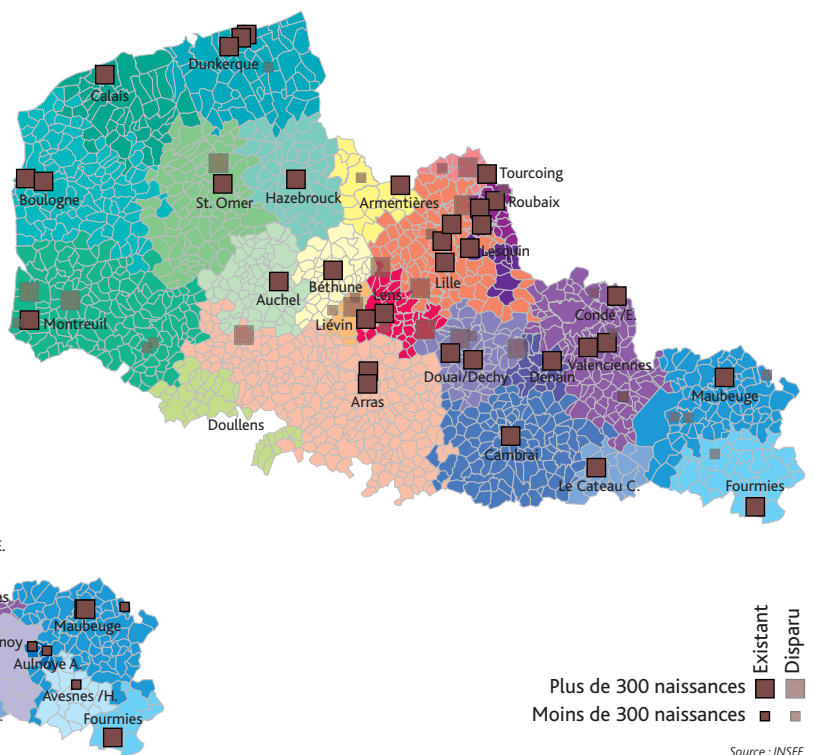 Dunkerque
Calais
Tourcoing
Boulogne
St. Omer
Hazebrouck
Armentières
Roubaix
Lesquin
Lille
Béthune
Auchel
Lens
Liévin
Montreuil
Condé /E.
Valenciennes
Douai/Dechy
Denain
Maubeuge
Arras
Doullens
Cambrai
Le Cateau C.
Fourmies
E.
es
Maubeuge
noy
Aulnoye A.
Avesnes /H.
Fourmies
Existant
Disparu
Plus de 300 naissances
Moins de 300 naissances
Source : INSEE